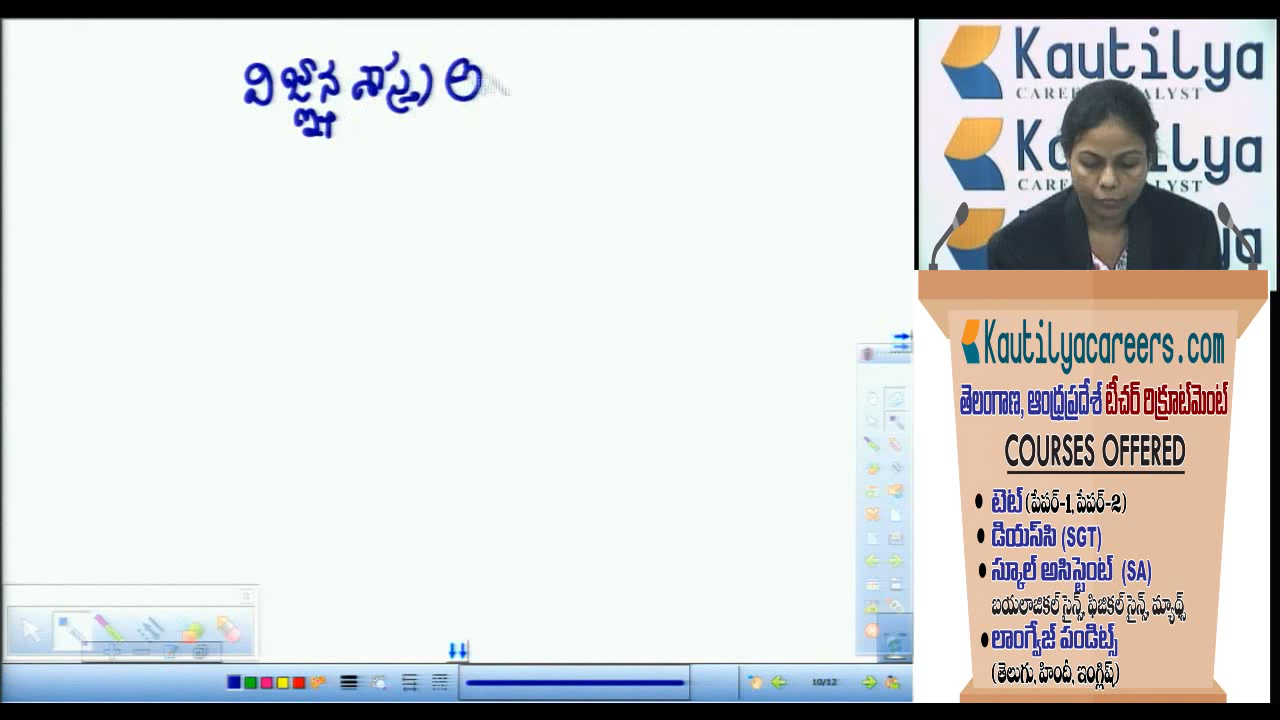 విజ్ఞాన శాస్త్ర అ
Kautilya
CAREER CATALYST
Kautilya
CAREER CATALYST
Kautilyacareers.com
తెలంగాణ, ఆంధ్రప్రదేశ్ టీచర్ రిక్రూట్‌మెంట్
COURSES OFFERED
• టెట్ (పేపర్-1, పేపర్-2)
• డియస్‌సి (SGT)
• స్కూల్ అసిస్టెంట్ (SA)
బయలాజికల్ సైన్స్, ఫిజికల్ సైన్స్, మ్యాథ్స్
• లాంగ్వేజ్ పండిట్స్
(తెలుగు, హిందీ, ఇంగ్లిష్)
10/12